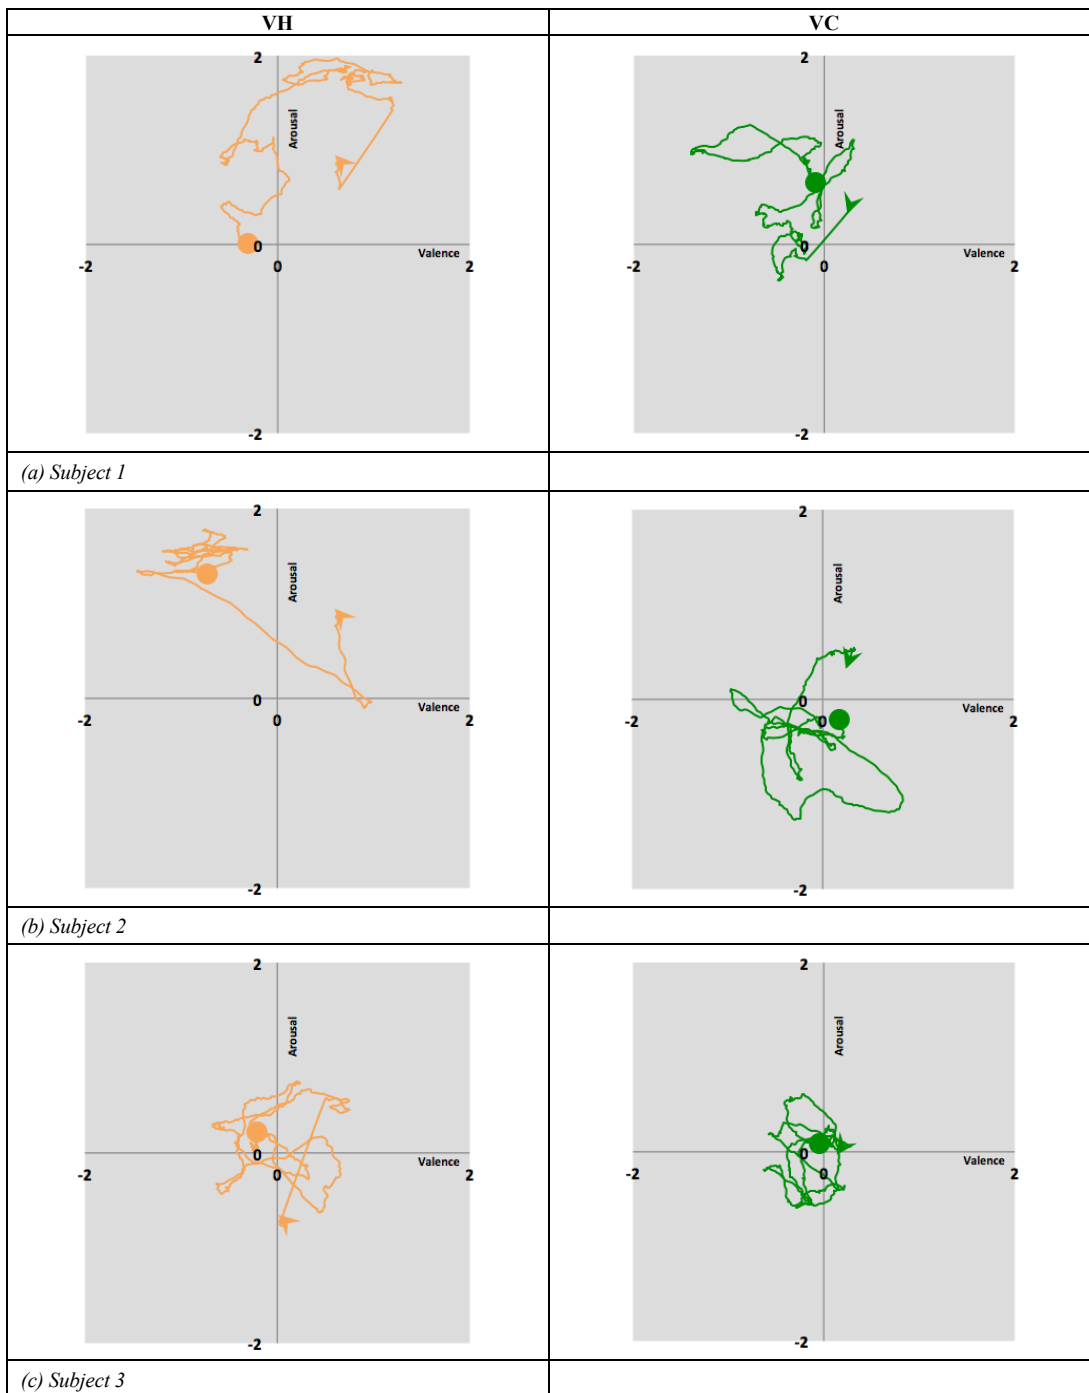 VH VC
2 2
Arousal Arousal
0 0
Valence Valence
-2 0 2 -2 0 2
-2 -2
(a) Subject 1
2 2
Arousal Arousal
0 0
Valence Valence
-2 0 2 -2 0 2
-2 -2
(b) Subject 2
2 2
Arousal Arousal
0 0
Valence Valence
-2 0 2 -2 0 2
-2 -2
(c) Subject 3